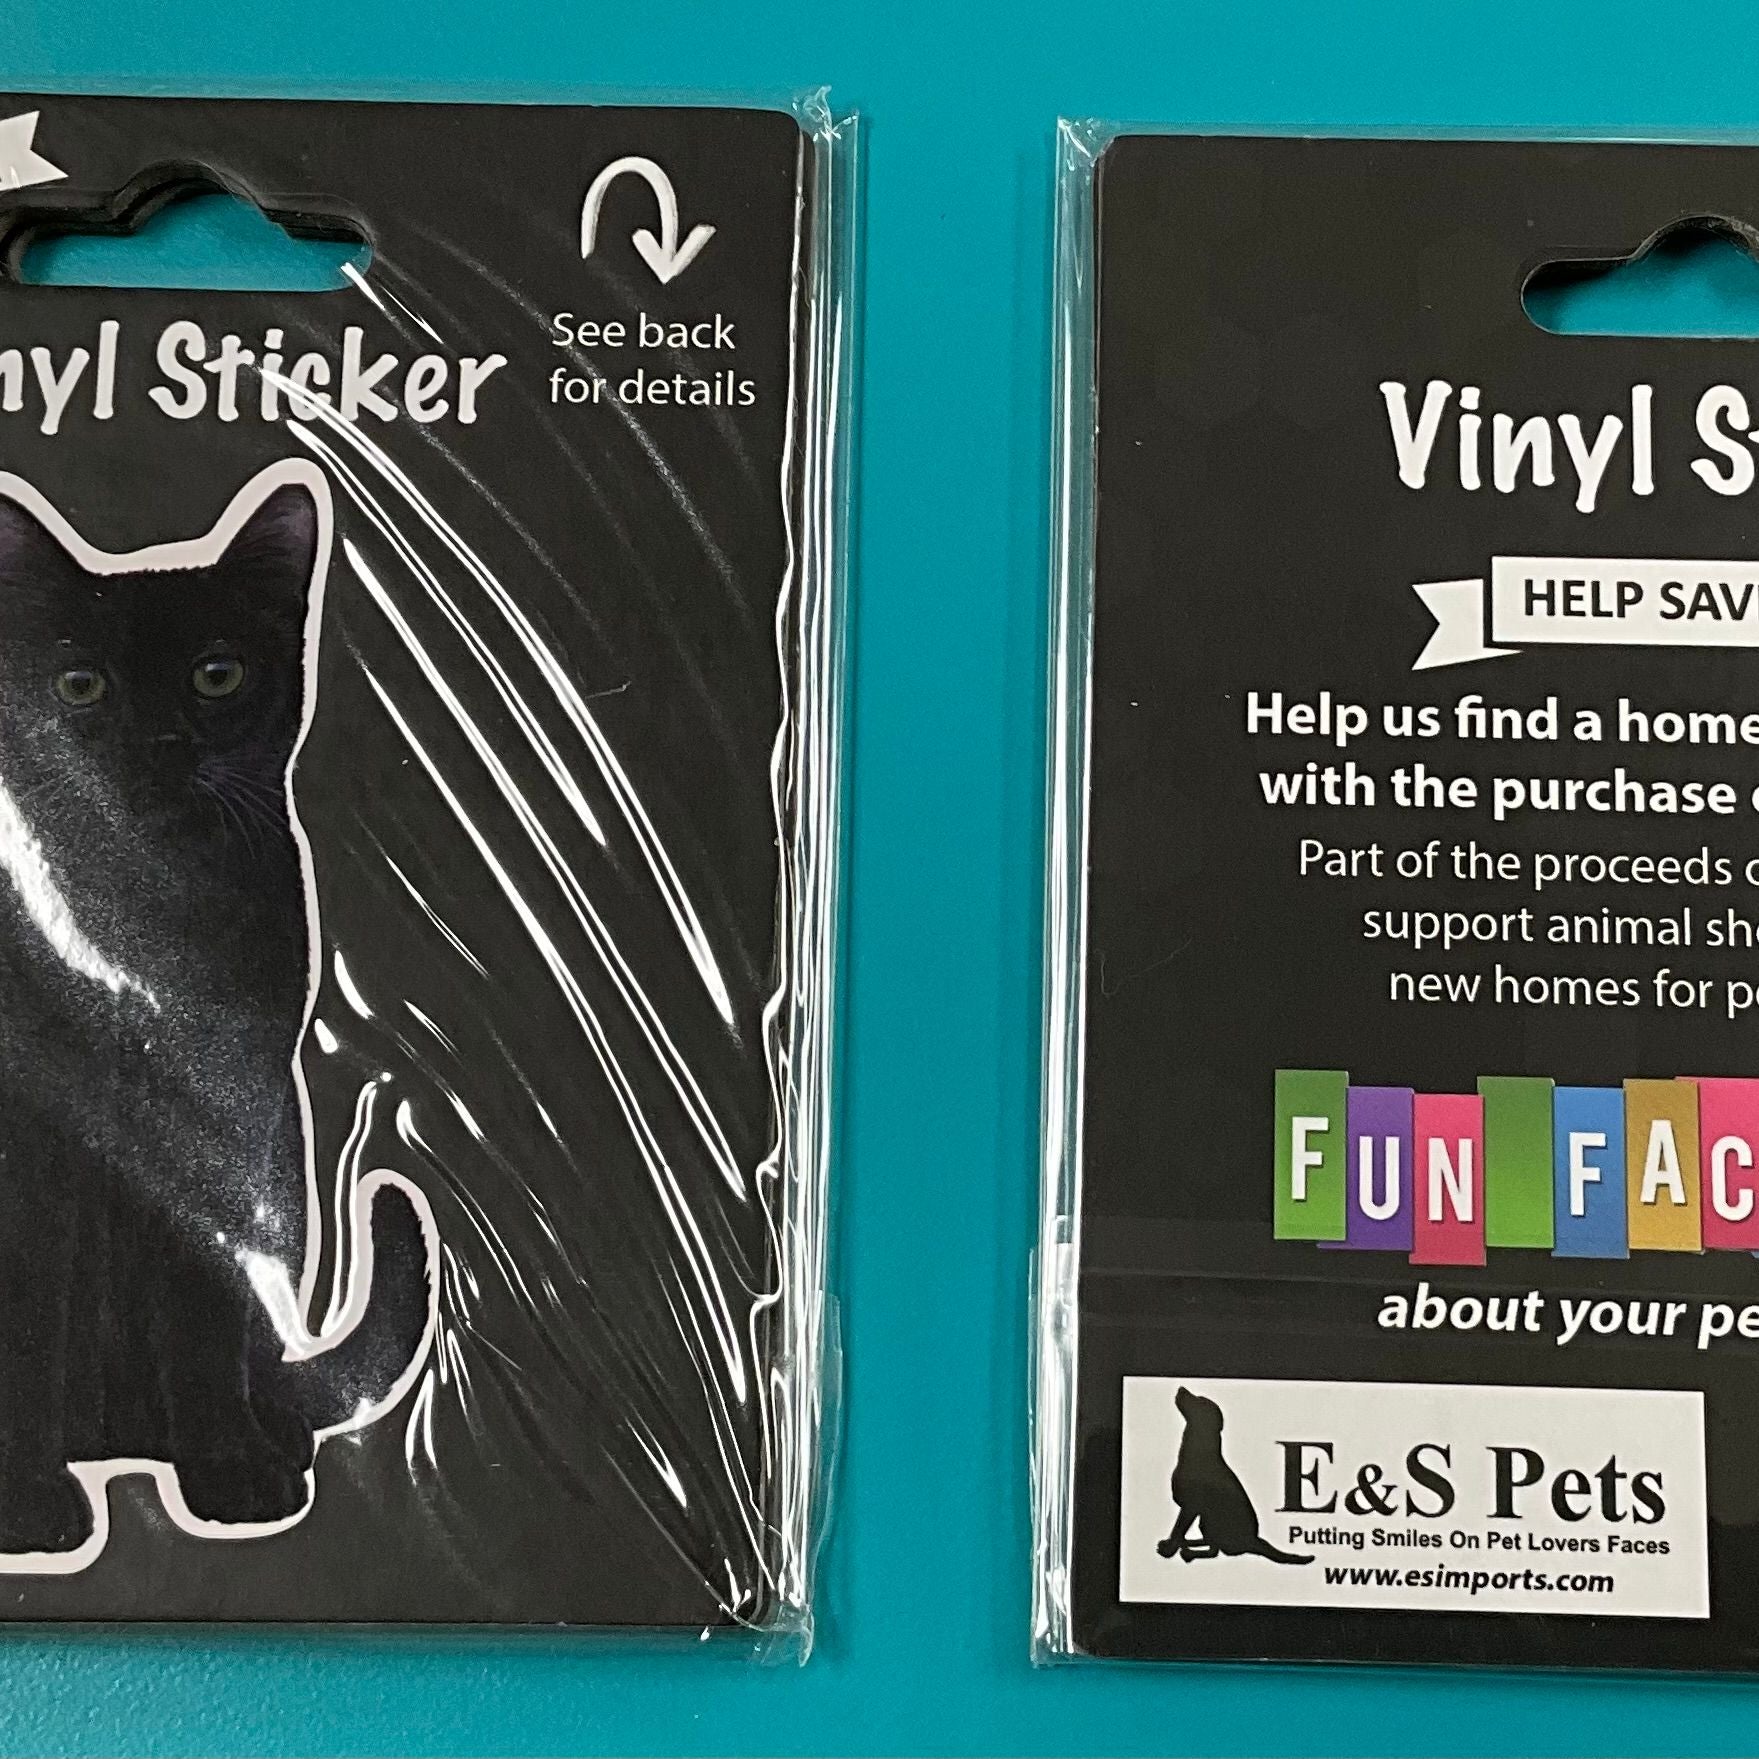 nyl Sticker
See back
for details
Vinyl S
HELP SAV
Help us find a home
with the purchase
Part of the proceeds
support animal sh
new homes for p
FUN FAC
about your pe
E&S Pets
Putting Smiles On Pet Lovers Faces
www.esimports.com